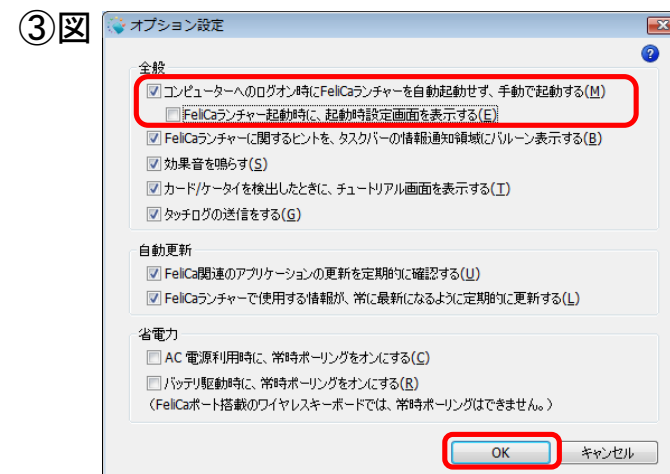 ③図
オプション設定
全般
コンピューターへのログオン時にFeliCaランチャーを自動起動せず、手動で起動する(M)
FeliCaランチャー起動時に、起動時設定画面を表示する(E)
FeliCaランチャーに関するヒントを、タスクバーの情報通知領域にバルーン表示する(B)
効果音を鳴らす(S)
カード/ケータイを検出したときに、チュートリアル画面を表示する(T)
タッチログの送信をする(G)
自動更新
FeliCa関連のアプリケーションの更新を定期的に確認する(U)
FeliCaランチャーで使用する情報が、常に最新になるように定期的に更新する(L)
省電力
AC 電源利用時に、常時ポーリングをオンにする(C)
バッテリ駆動時に、常時ポーリングをオンにする(R)
(FeliCaポート搭載のワイヤレスキーボードでは、常時ポーリングはできません。)
OK キャンセル